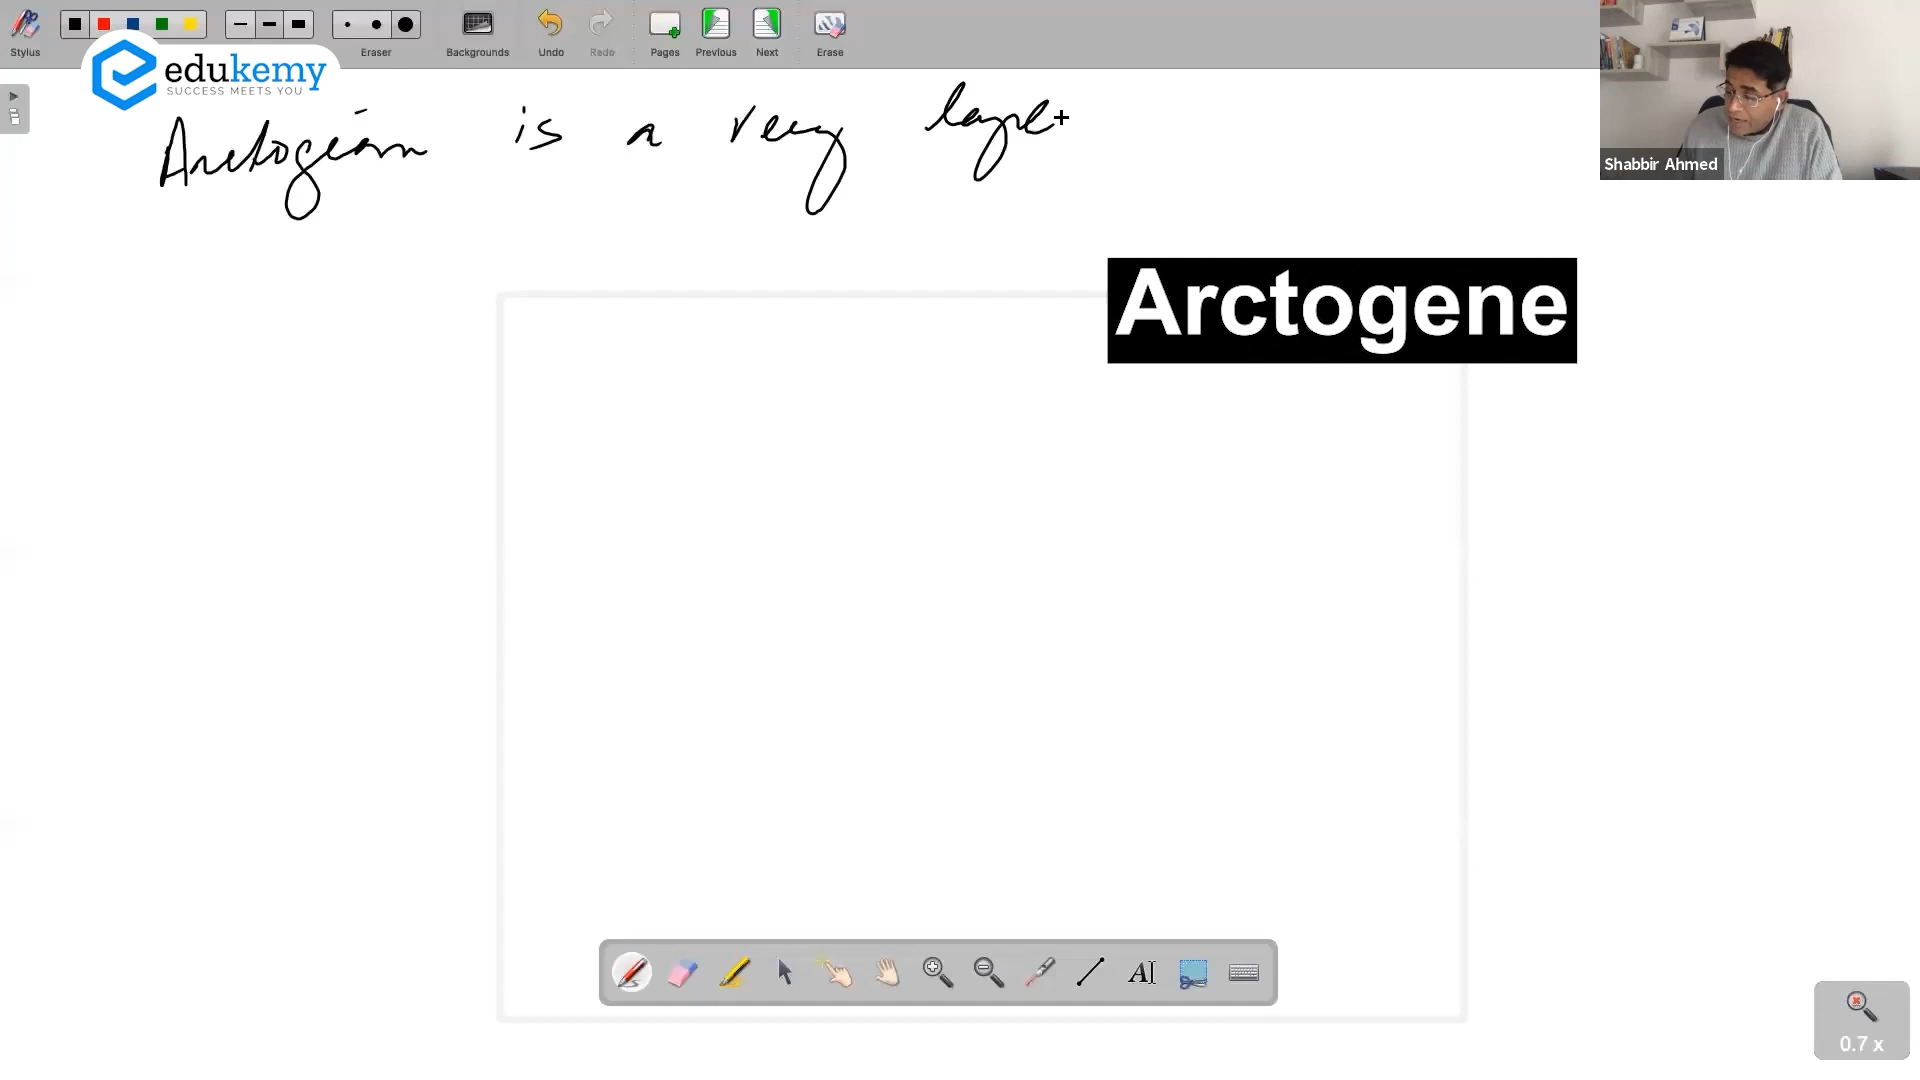 Stylus
Eraser
Backgrounds
Undo
Redo
Pages
Previous
Next
Erase
edukemy
SUCCESS MEETS YOU
Arctogean is a very large
Shabbir Ahmed
Arctogene
AI
0.7 x